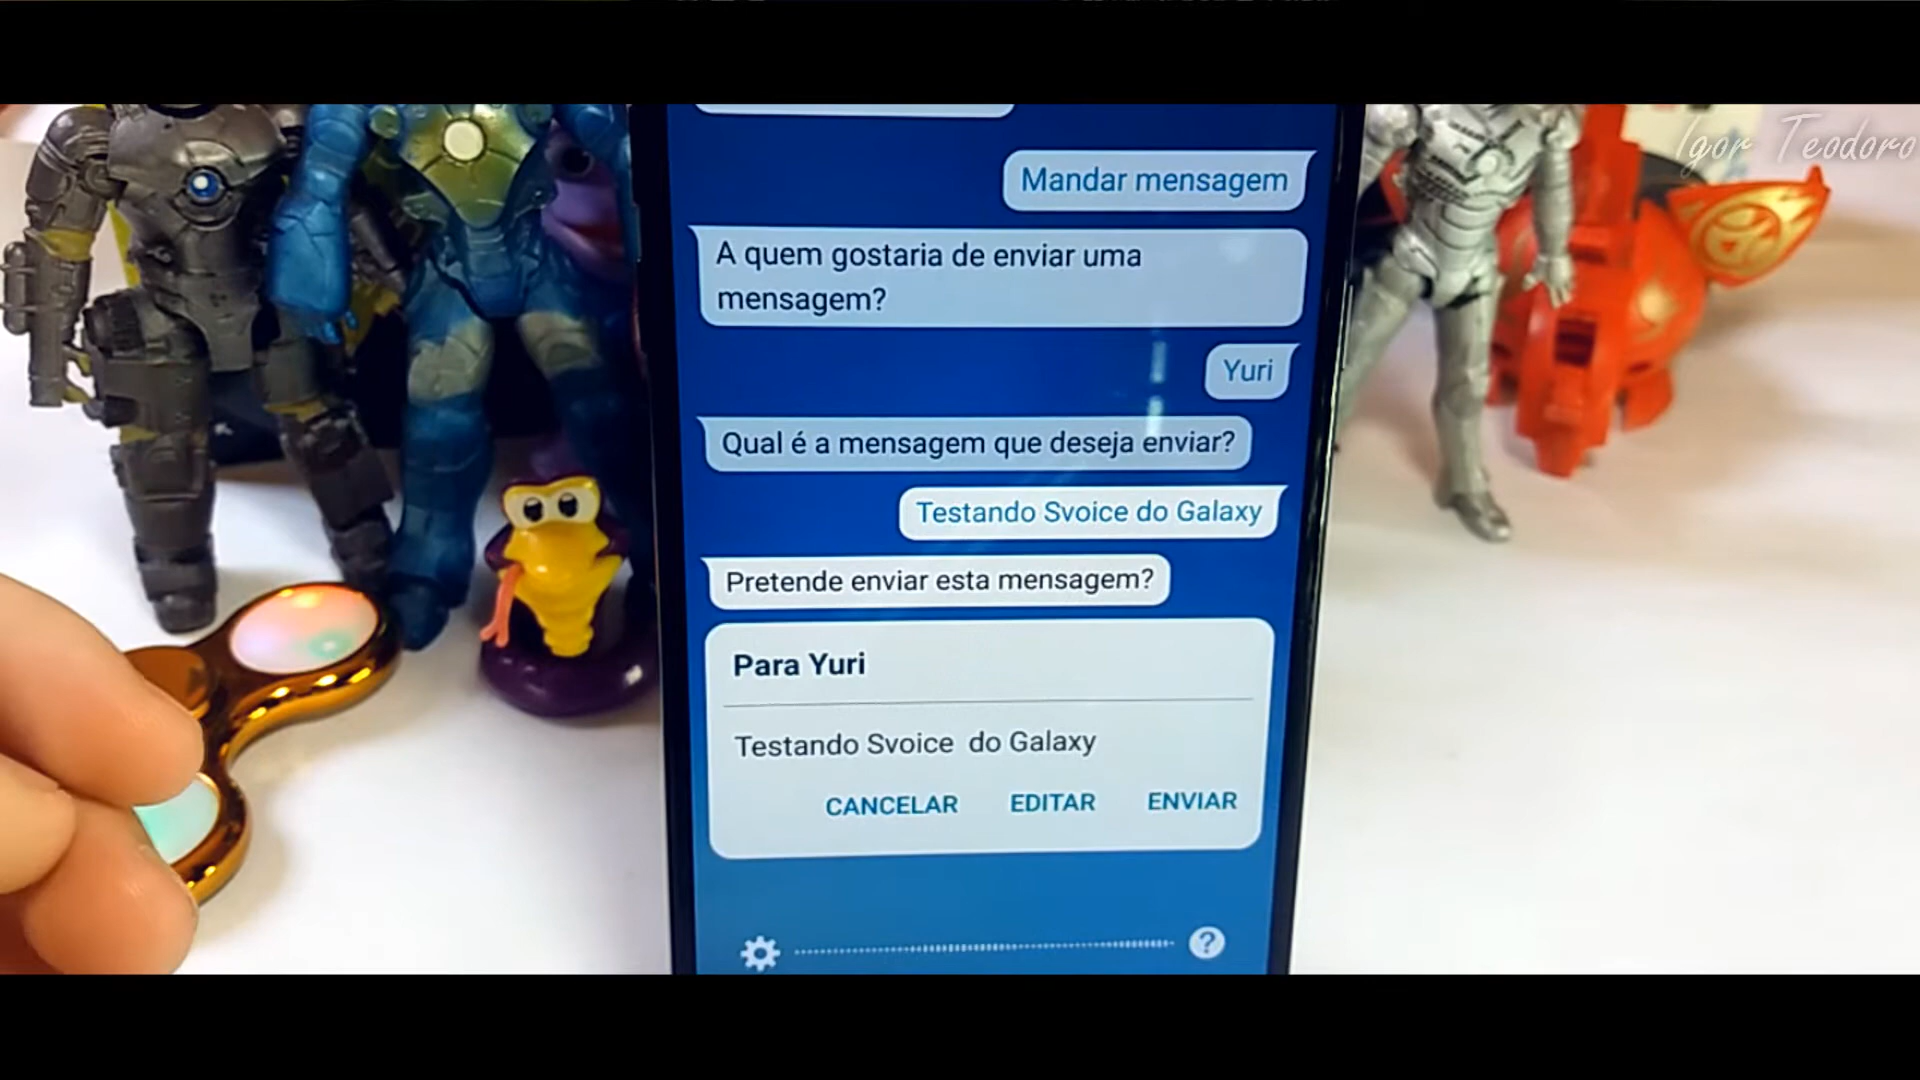 Igor Teodoro
Mandar mensagem
A quem gostaria de enviar uma
mensagem?
Yuri
Qual é a mensagem que deseja enviar?
Testando Svoice do Galaxy
Pretende enviar esta mensagem?
Para Yuri
Testando Svoice do Galaxy
CANCELAR EDITAR ENVIAR
?